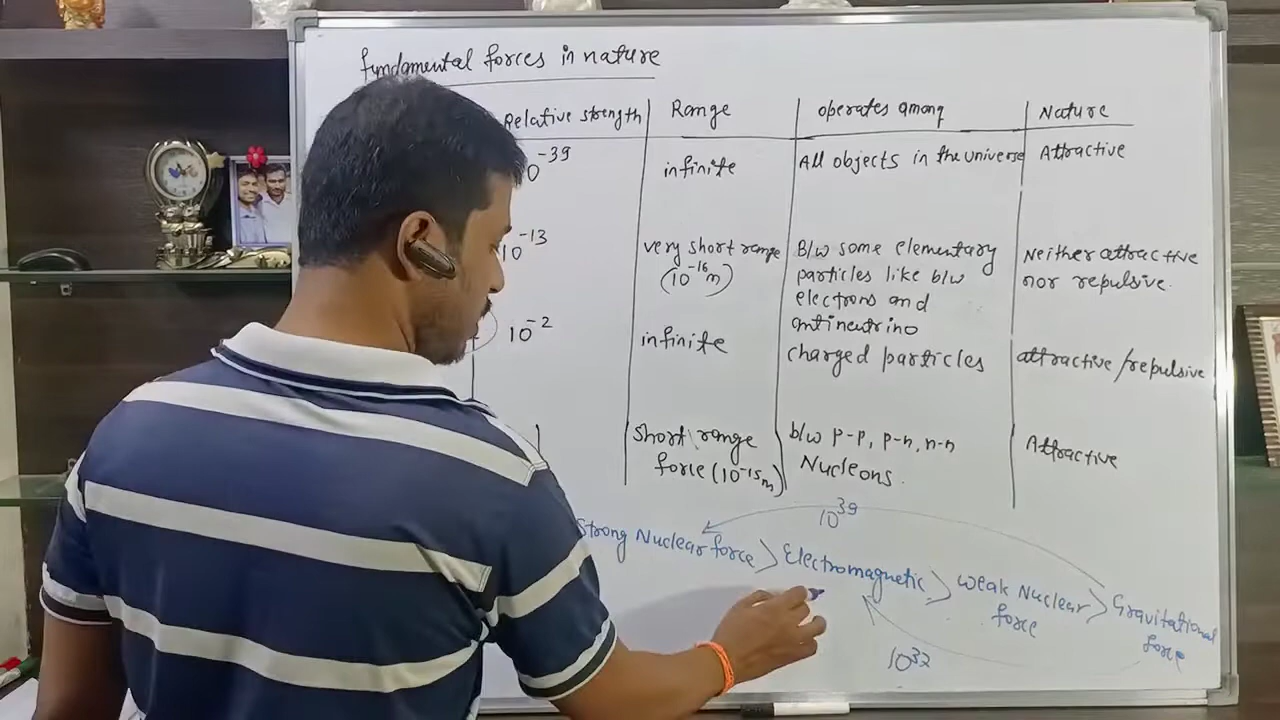 fundamental forces in nature
Relative strength Range operates among Nature
10^-39 infinite All objects in the universe Attractive
10^-13 very short range B/w some elementary Neither attractive
(10^-16 m) particles like b/w nor repulsive.
electrons and
antineutrino
10^-2 infinite charged particles attractive/repulsive
1 short range b/w p-p, p-n, n-n Attractive
force (10^-15 m) Nucleons.
10^39
Strong Nuclear force > Electromagnetic > weak Nuclear > Gravitational
force force
10^32